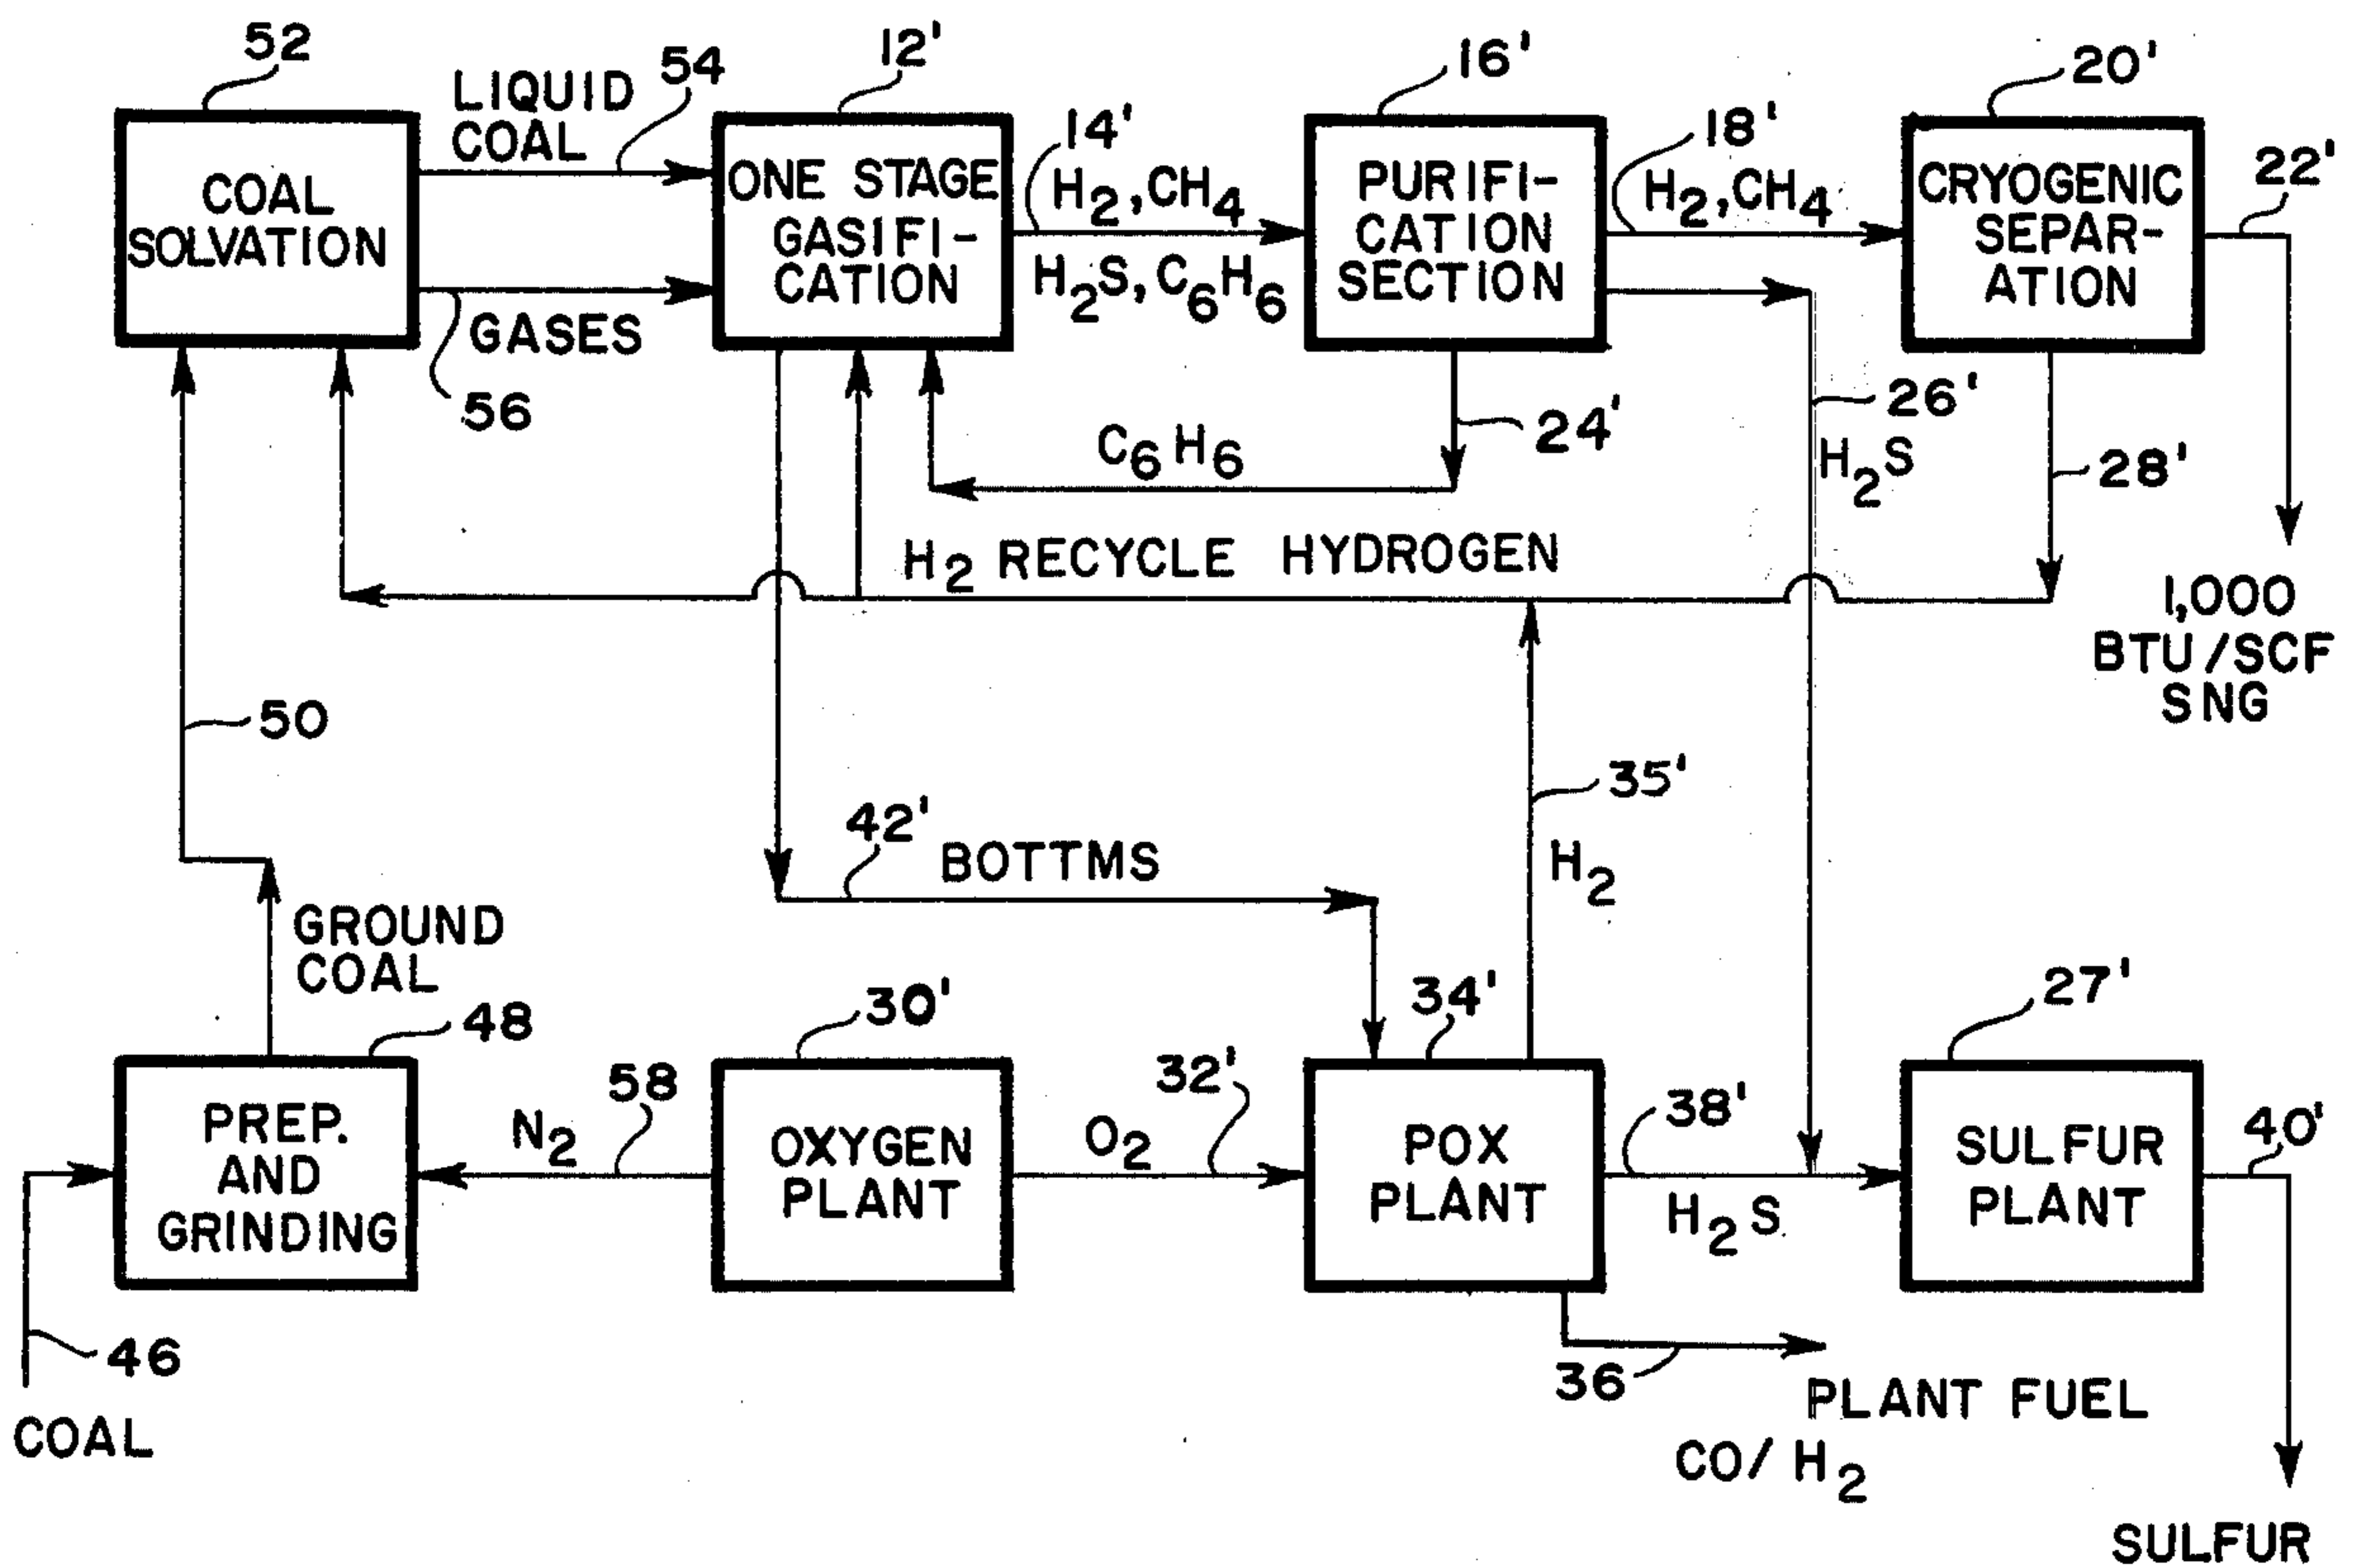 52
LIQUID
COAL
54
12'
16'
20'
COAL
SOLVATION
ONE STAGE
GASIFI-
CATION
14'
H2,CH4
H2S,C6H6
PURIFI-
CATION
SECTION
18'
H2,CH4
CRYOGENIC
SEPAR-
ATION
22'
GASES
56
C6H6
24'
26'
H2S
28'
H2 RECYCLE HYDROGEN
1,000
BTU/SCF
SNG
50
35'
H2
42'
BOTTMS
GROUND
COAL
48
30'
34'
27'
PREP.
AND
GRINDING
N2
58
OXYGEN
PLANT
O2
32'
POX
PLANT
38'
H2S
SULFUR
PLANT
40'
46
COAL
36
PLANT FUEL
CO/H2
SULFUR